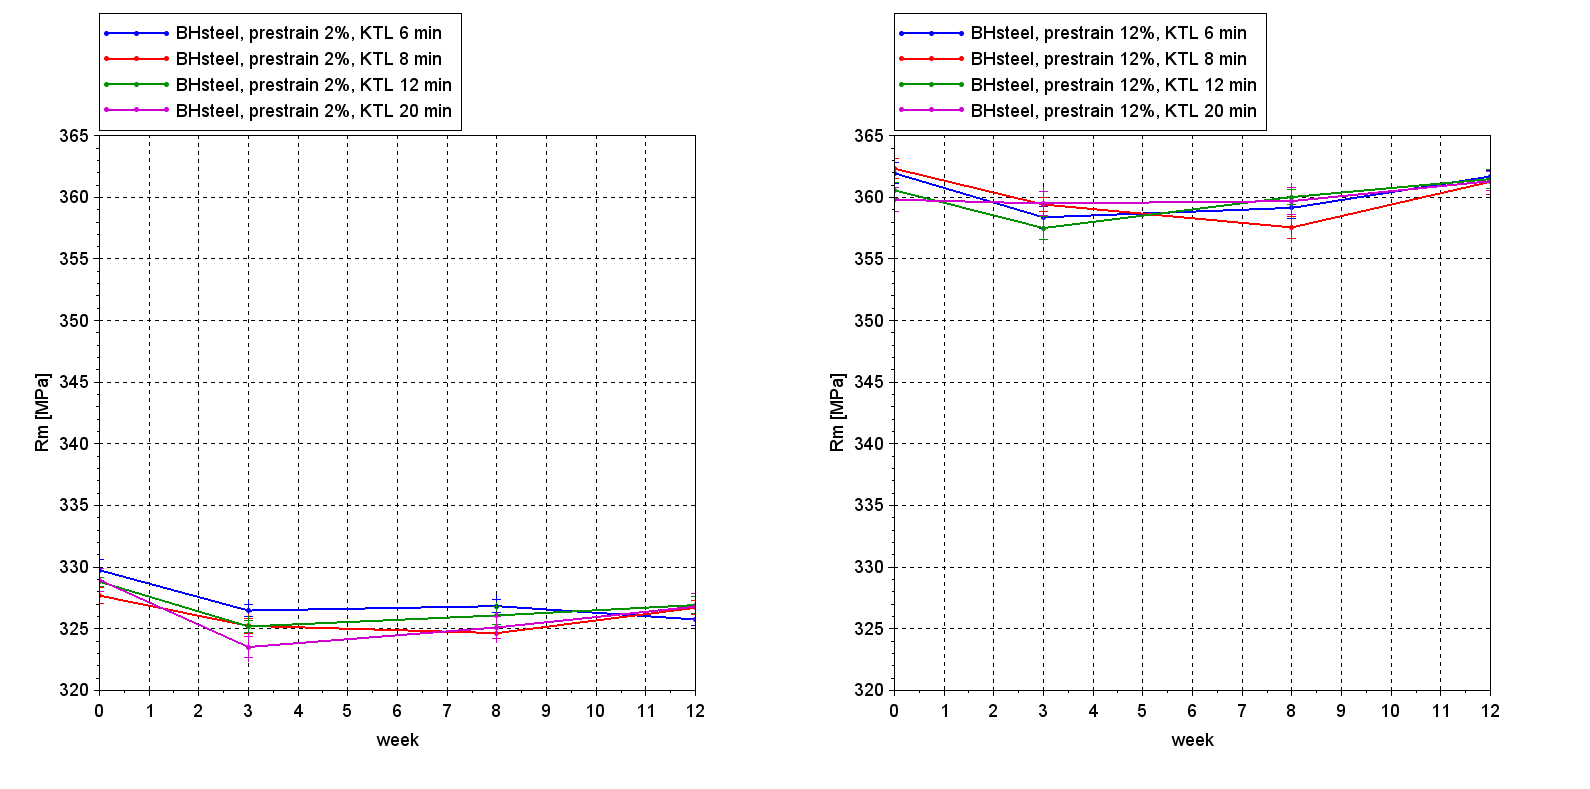 BHsteel, prestrain 2%, KTL 6 min
BHsteel, prestrain 2%, KTL 8 min
BHsteel, prestrain 2%, KTL 12 min
BHsteel, prestrain 2%, KTL 20 min
365
360
355
350
345
340
335
330
325
320
Rm [MPa]
0 1 2 3 4 5 6 7 8 9 10 11 12
week
BHsteel, prestrain 12%, KTL 6 min
BHsteel, prestrain 12%, KTL 8 min
BHsteel, prestrain 12%, KTL 12 min
BHsteel, prestrain 12%, KTL 20 min
365
360
355
350
345
340
335
330
325
320
Rm [MPa]
0 1 2 3 4 5 6 7 8 9 10 11 12
week